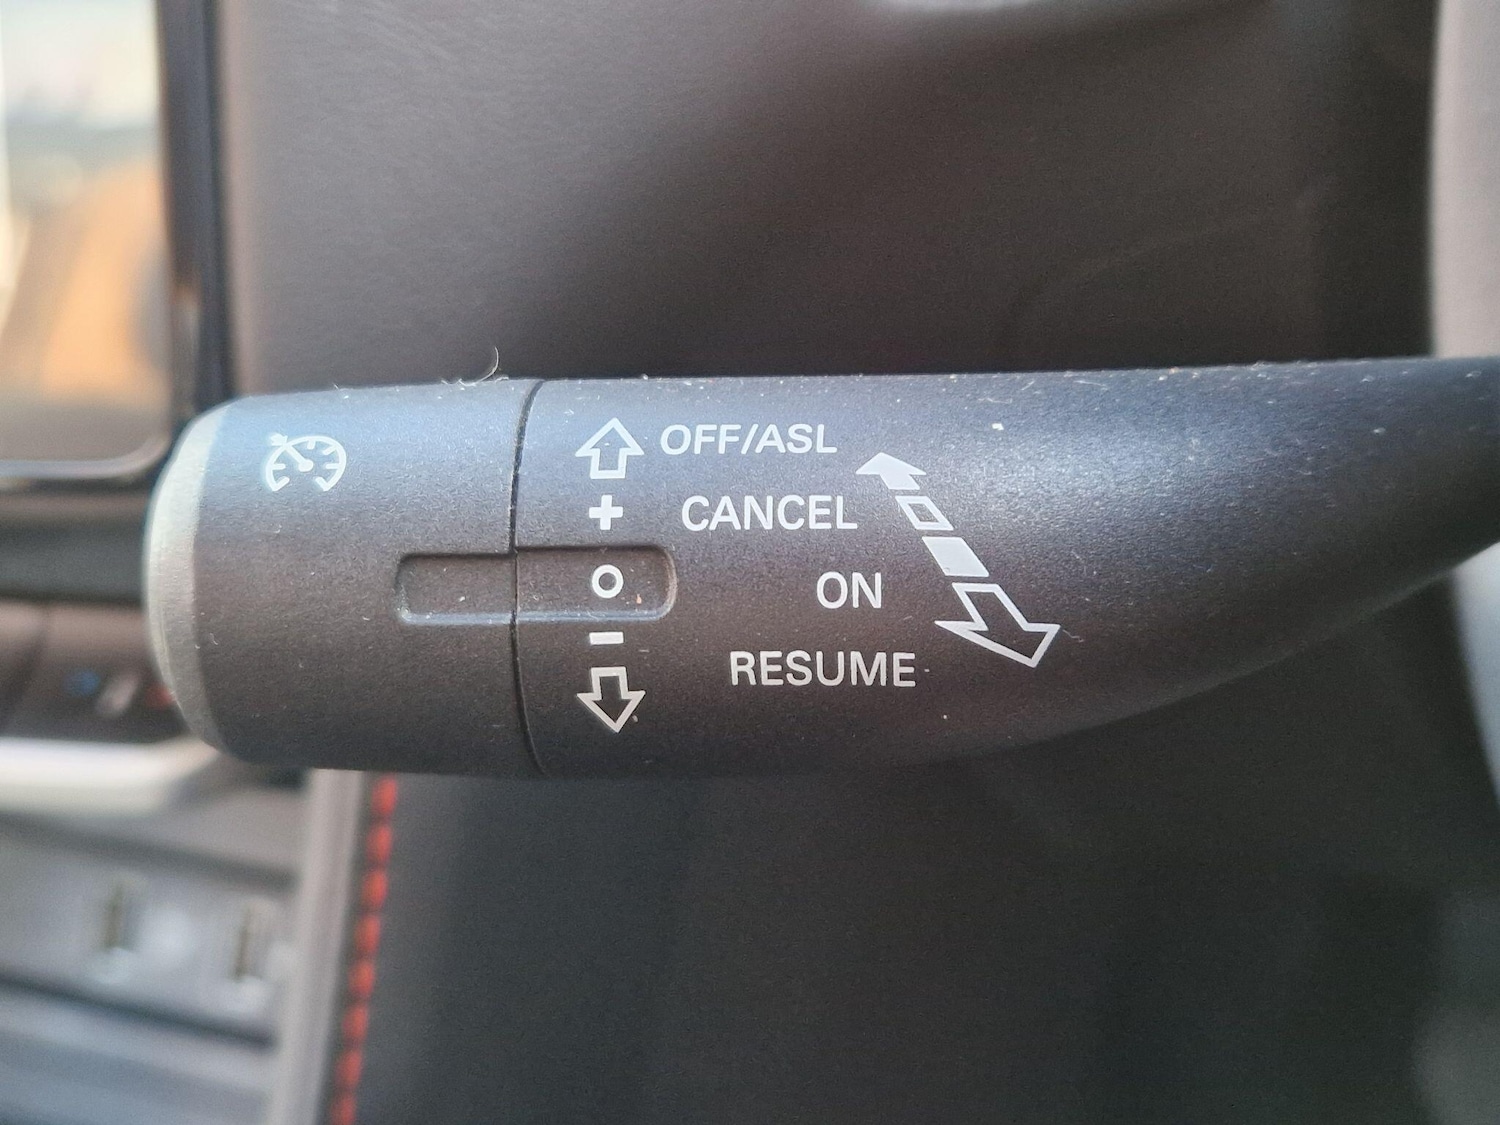 OFF/ASL
+ CANCEL
O ON
- RESUME